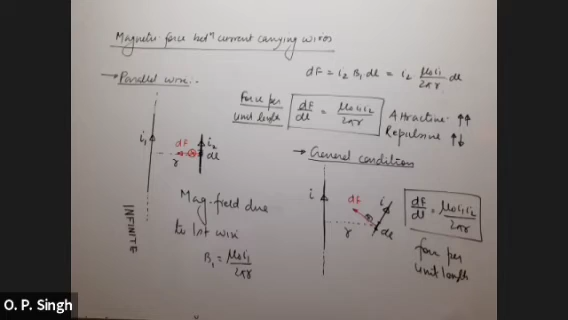 Magnetic force betⁿ current carrying wires
→ Parallel wire:-
dF = i₂ B₁ dl = i₂ μ₀i₁/2πr dl
Force per unit length
dF/dl = μ₀i₁i₂/2πr
Attractive ↑↑
Repulsive ↑↓
i₁
dF
i₂
r
dl
INFINITE
Mag. field due
to 1st wire
B₁ = μ₀i₁/2πr
→ General condition
i
dF
i
r
dl
dF/dl = μ₀i₁i₂/2πr
force per
unit length
O. P. Singh